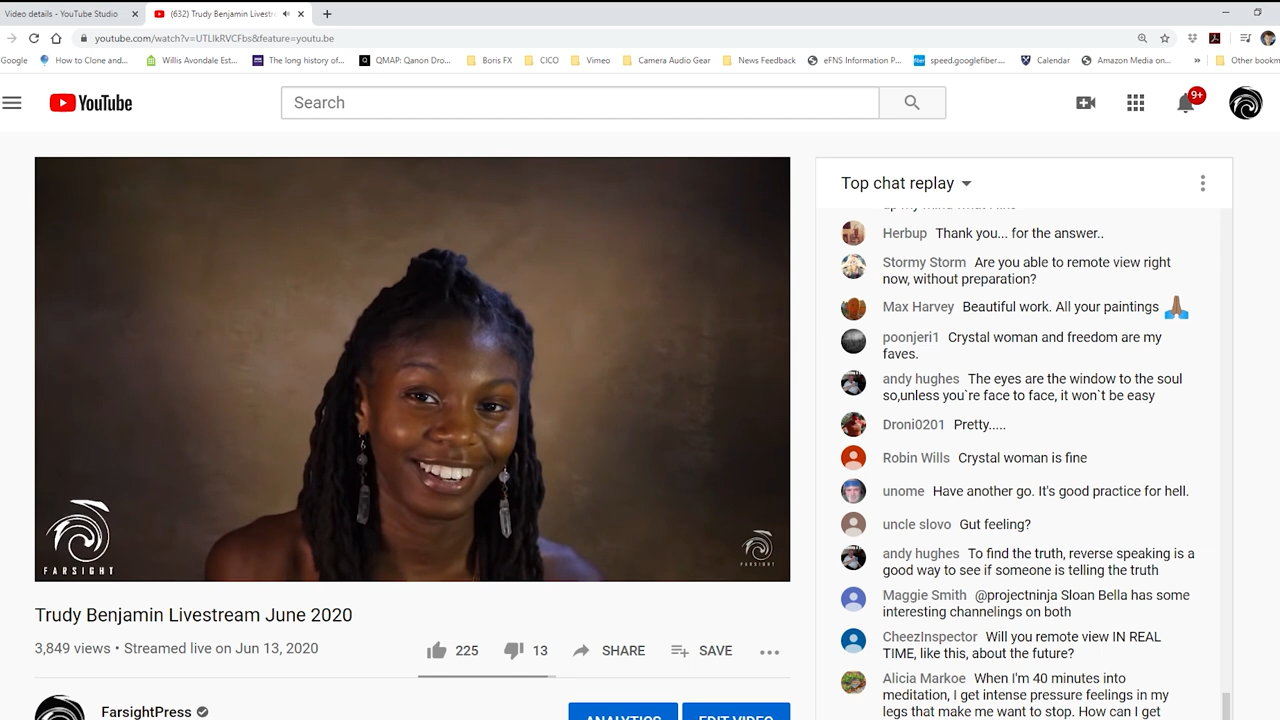 Video details - YouTube Studio
(632) Trudy Benjamin Livestre
youtube.com/watch?v=UTLlkRVCFbs&feature=youtu.be
Google
How to Clone and...
Willis Avondale Est...
The long history of...
QMAP: Qanon Dro...
Boris FX
CICO
Vimeo
Camera Audio Gear
News Feedback
eFNS Information P...
speed.googlefiber....
Calendar
Amazon Media on...
»
Other bookm
YouTube
Search
9+
FARSIGHT
FARSIGHT
Trudy Benjamin Livestream June 2020
3,849 views • Streamed live on Jun 13, 2020
225
13
SHARE
SAVE
FarsightPress
ANALYTICS
EDIT VIDEO
Top chat replay
Herbup Thank you... for the answer..
Stormy Storm Are you able to remote view right
now, without preparation?
Max Harvey Beautiful work. All your paintings
poonjeri1 Crystal woman and freedom are my
faves.
andy hughes The eyes are the window to the soul
so,unless you`re face to face, it won`t be easy
Droni0201 Pretty.....
Robin Wills Crystal woman is fine
unome Have another go. It's good practice for hell.
uncle slovo Gut feeling?
andy hughes To find the truth, reverse speaking is a
good way to see if someone is telling the truth
Maggie Smith @projectninja Sloan Bella has some
interesting channelings on both
CheezInspector Will you remote view IN REAL
TIME, like this, about the future?
Alicia Markoe When I'm 40 minutes into
meditation, I get intense pressure feelings in my
legs that make me want to stop. How can I get